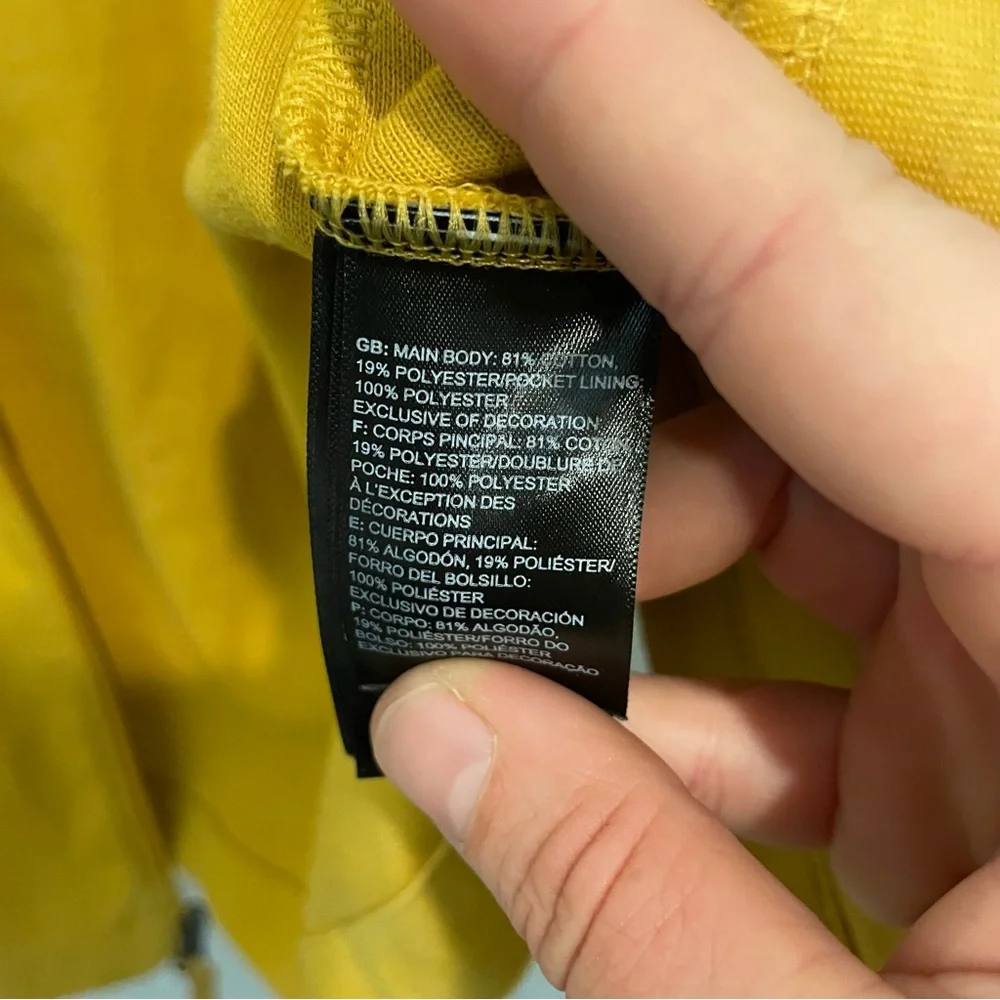 GB: MAIN BODY: 81% COTTON,
19% POLYESTER/POCKET LINING:
100% POLYESTER
EXCLUSIVE OF DECORATION
F: CORPS PINCIPAL: 81% COTON,
19% POLYESTER/DOUBLURE DE
POCHE: 100% POLYESTER
À L'EXCEPTION DES
DÉCORATIONS
E: CUERPO PRINCIPAL:
81% ALGODÓN, 19% POLIÉSTER/
FORRO DEL BOLSILLO:
100% POLIÉSTER
EXCLUSIVO DE DECORACIÓN
P: CORPO: 81% ALGODÃO,
19% POLIÉSTER/FORRO DO
BOLSO: 100% POLIÉSTER
EXCLUSIVO PARA DECORAÇÃO